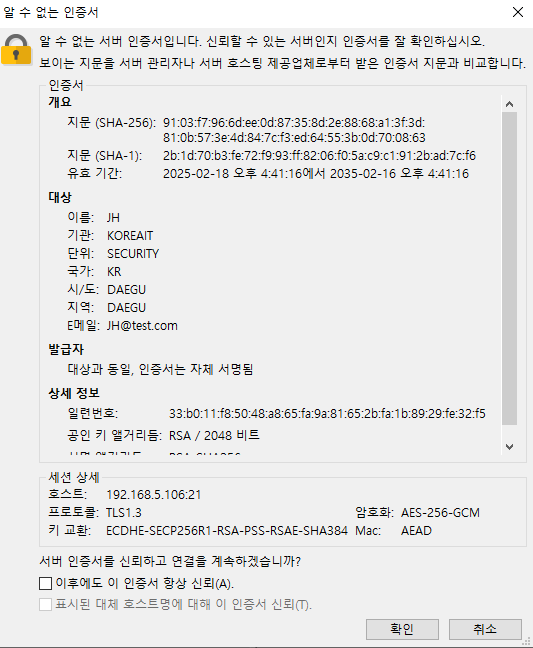 알 수 없는 인증서
알 수 없는 서버 인증서입니다. 신뢰할 수 있는 서버인지 인증서를 잘 확인하십시오.
보이는 지문을 서버 관리자나 서버 호스팅 제공업체로부터 받은 인증서 지문과 비교합니다.
인증서
개요
지문 (SHA-256): 91:03:f7:96:6d:ee:0d:87:35:8d:2e:88:68:a1:3f:3d:
81:0b:57:3e:4d:84:7c:f3:ed:64:55:3b:0d:70:08:63
지문 (SHA-1): 2b:1d:70:b3:fe:72:f9:93:ff:82:06:f0:5a:c9:c1:91:2b:ad:7c:f6
유효 기간: 2025-02-18 오후 4:41:16에서 2035-02-16 오후 4:41:16
대상
이름: JH
기관: KOREAIT
단위: SECURITY
국가: KR
시/도: DAEGU
지역: DAEGU
E메일: JH@test.com
발급자
대상과 동일, 인증서는 자체 서명됨
상세 정보
일련번호: 33:b0:11:f8:50:48:a8:65:fa:9a:81:65:2b:fa:1b:89:29:fe:32:f5
공인 키 앨거리듬: RSA / 2048 비트
서명 앨거리듬: RSA-SHA256
세션 상세
호스트: 192.168.5.106:21
프로토콜: TLS1.3 암호화: AES-256-GCM
키 교환: ECDHE-SECP256R1-RSA-PSS-RSAE-SHA384 Mac: AEAD
서버 인증서를 신뢰하고 연결을 계속하겠습니까?
이후에도 이 인증서 항상 신뢰(A).
표시된 대체 호스트명에 대해 이 인증서 신뢰(T).
확인 취소